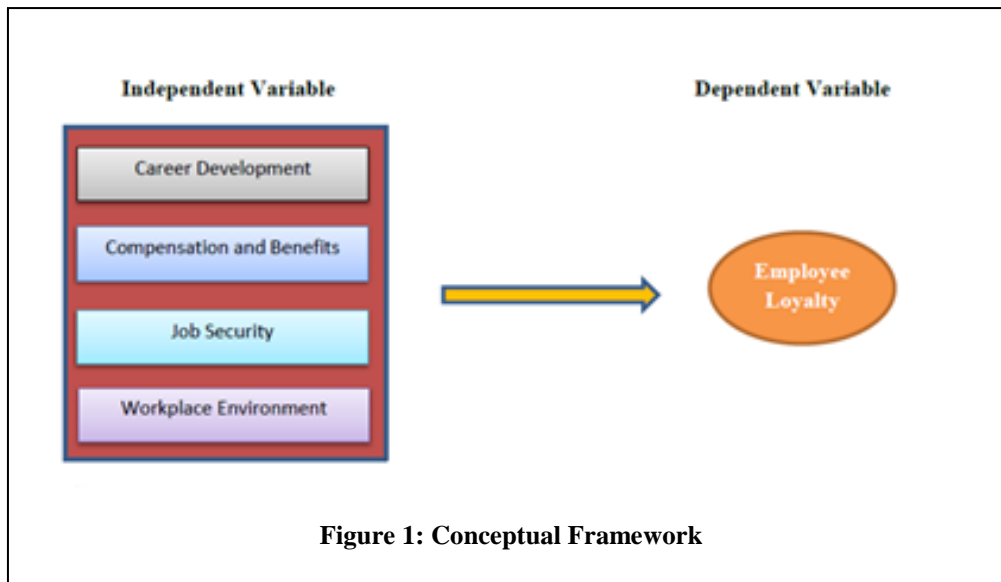 Independent Variable
Dependent Variable
Career Development
Compensation and Benefits
Job Security
Workplace Environment
Employee
Loyalty
Figure 1: Conceptual Framework